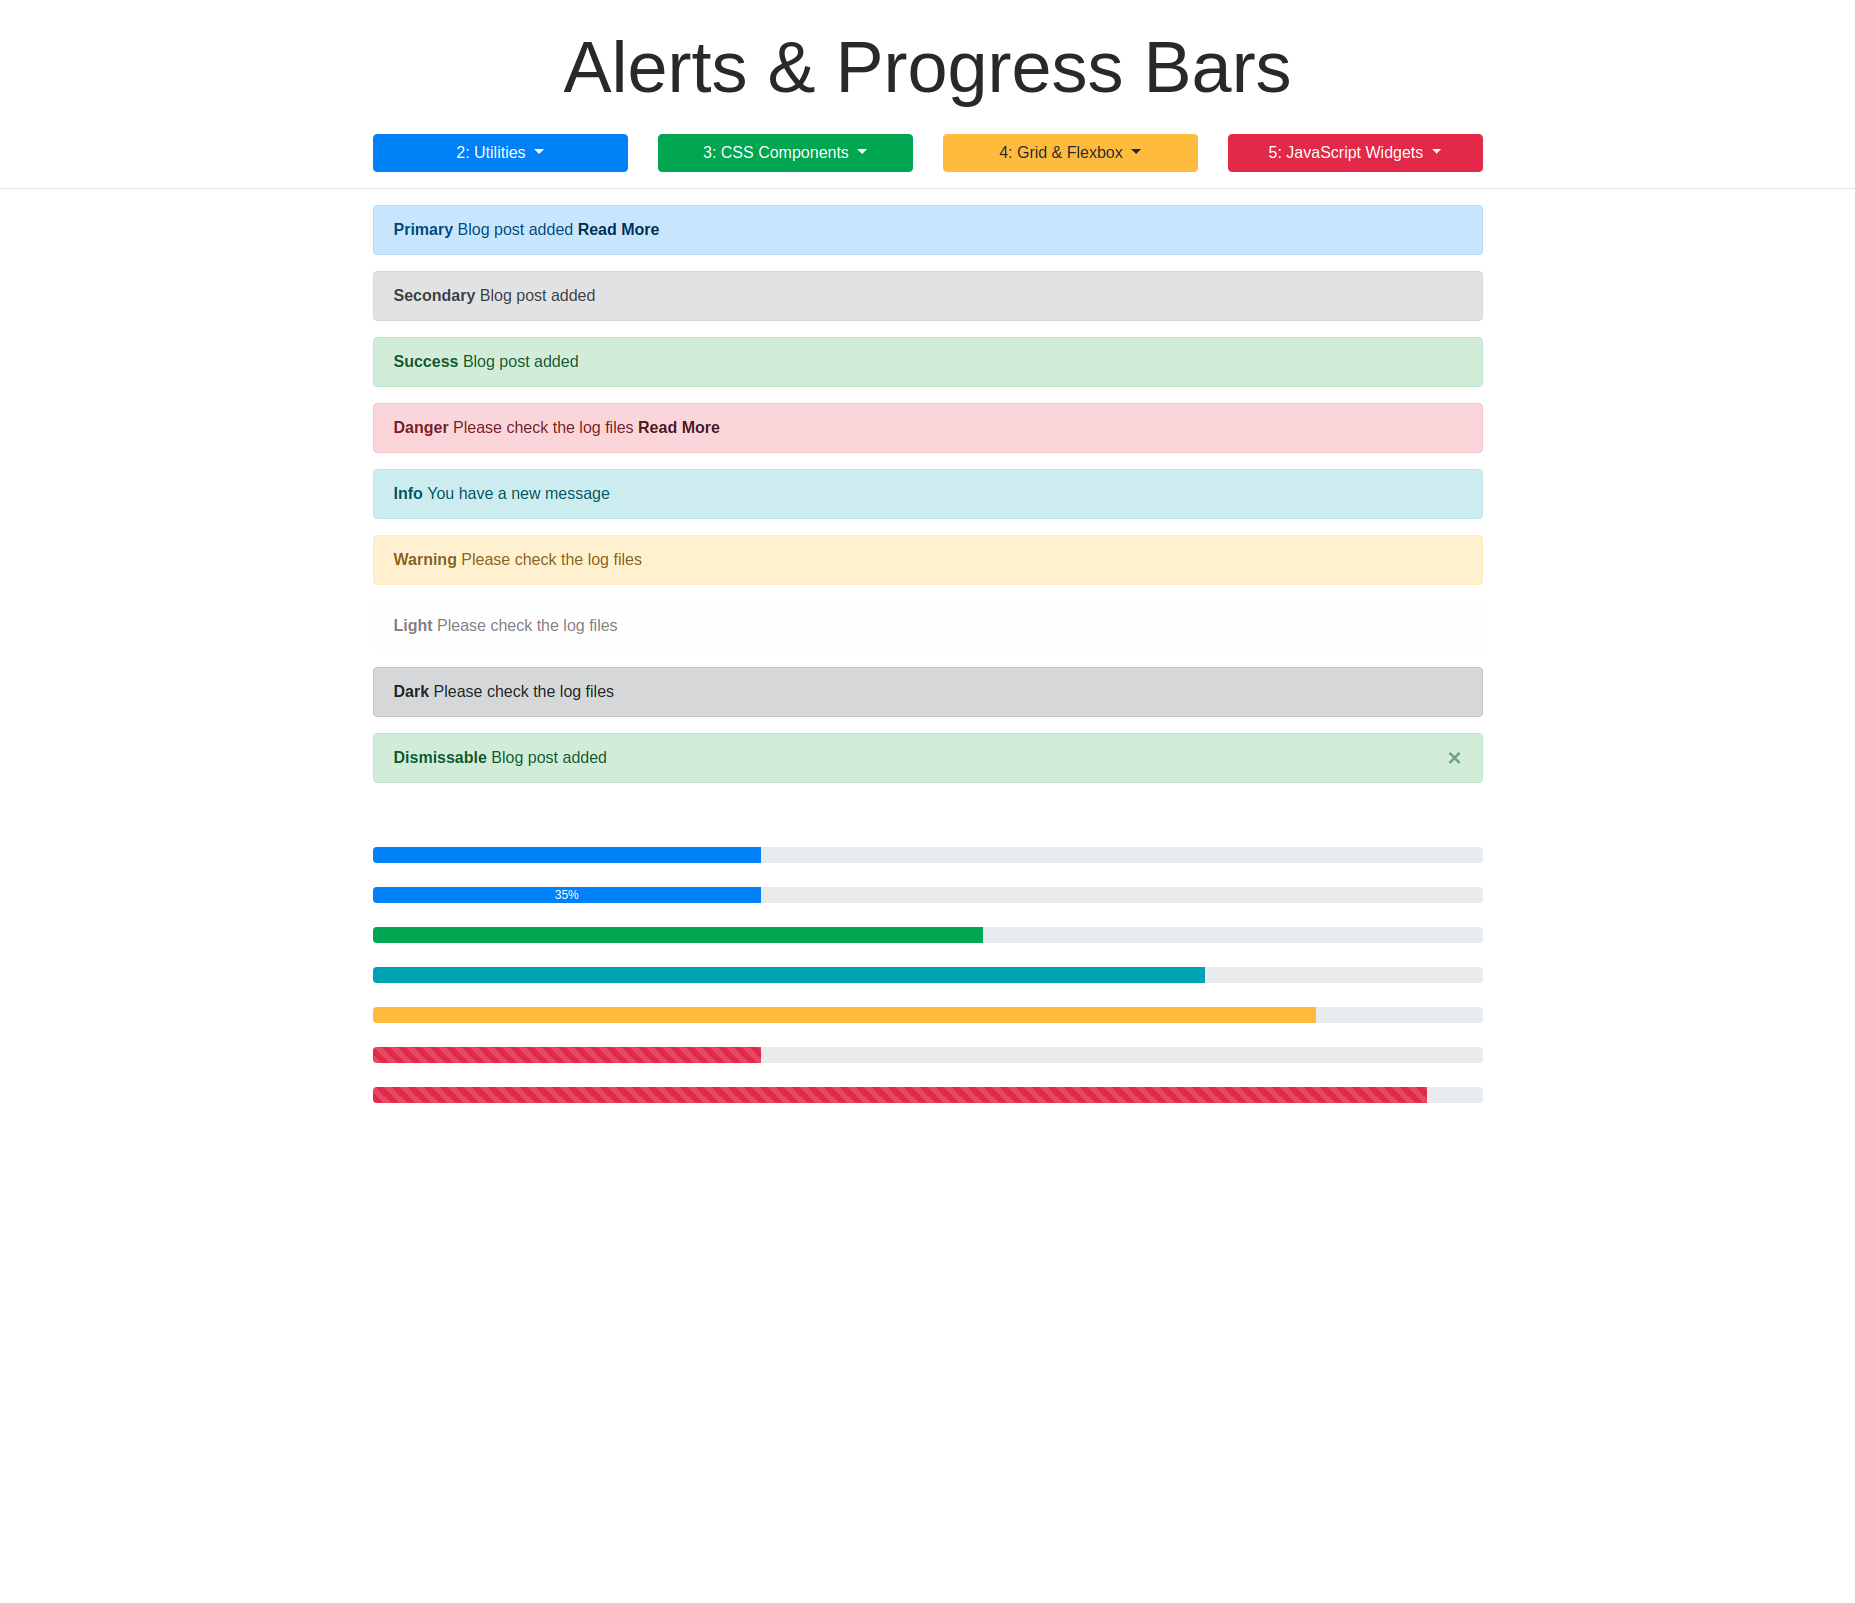 Alerts & Progress Bars
2: Utilities
3: CSS Components
4: Grid & Flexbox
5: JavaScript Widgets
Primary Blog post added Read More
Secondary Blog post added
Success Blog post added
Danger Please check the log files Read More
Info You have a new message
Warning Please check the log files
Light Please check the log files
Dark Please check the log files
Dismissable Blog post added ×
35%